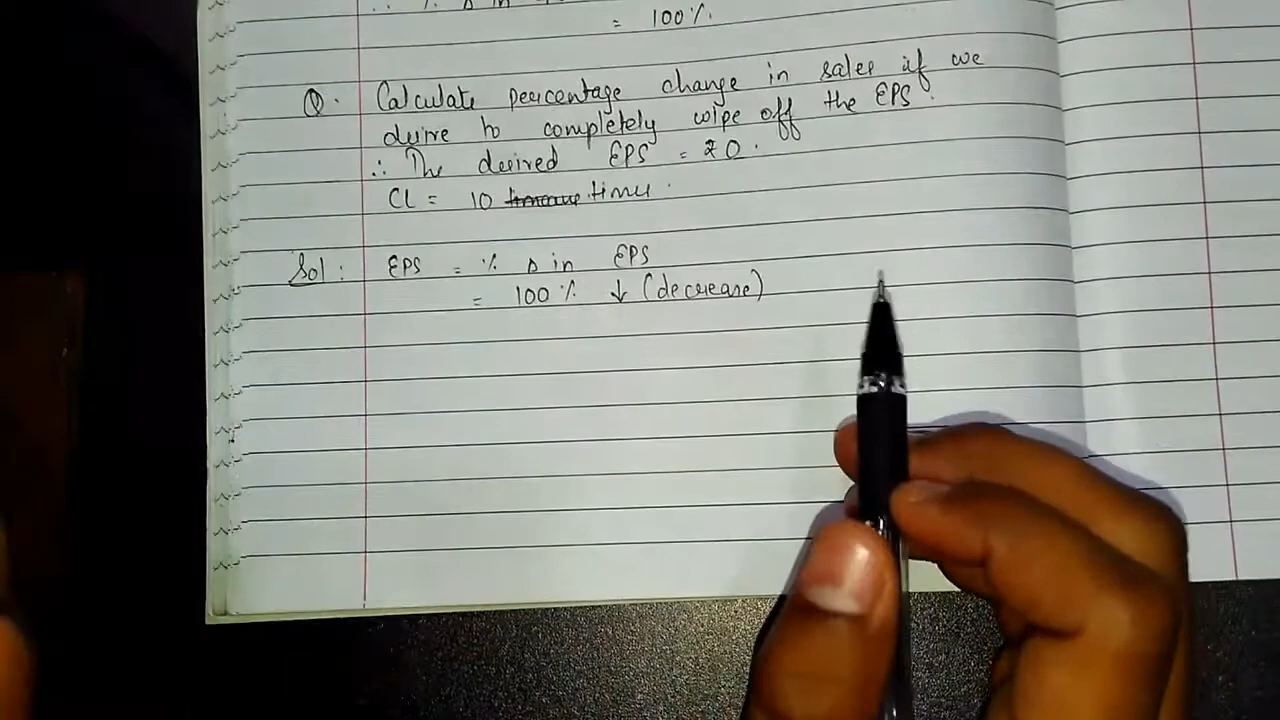 = 100%.
Q. Calculate percentage change in sales if we
desire to completely wipe off the EPS.
∴ The desired EPS = ₹0.
CL = 10 times.
Sol: EPS = % Δ in EPS
= 100% ↓ (decrease)